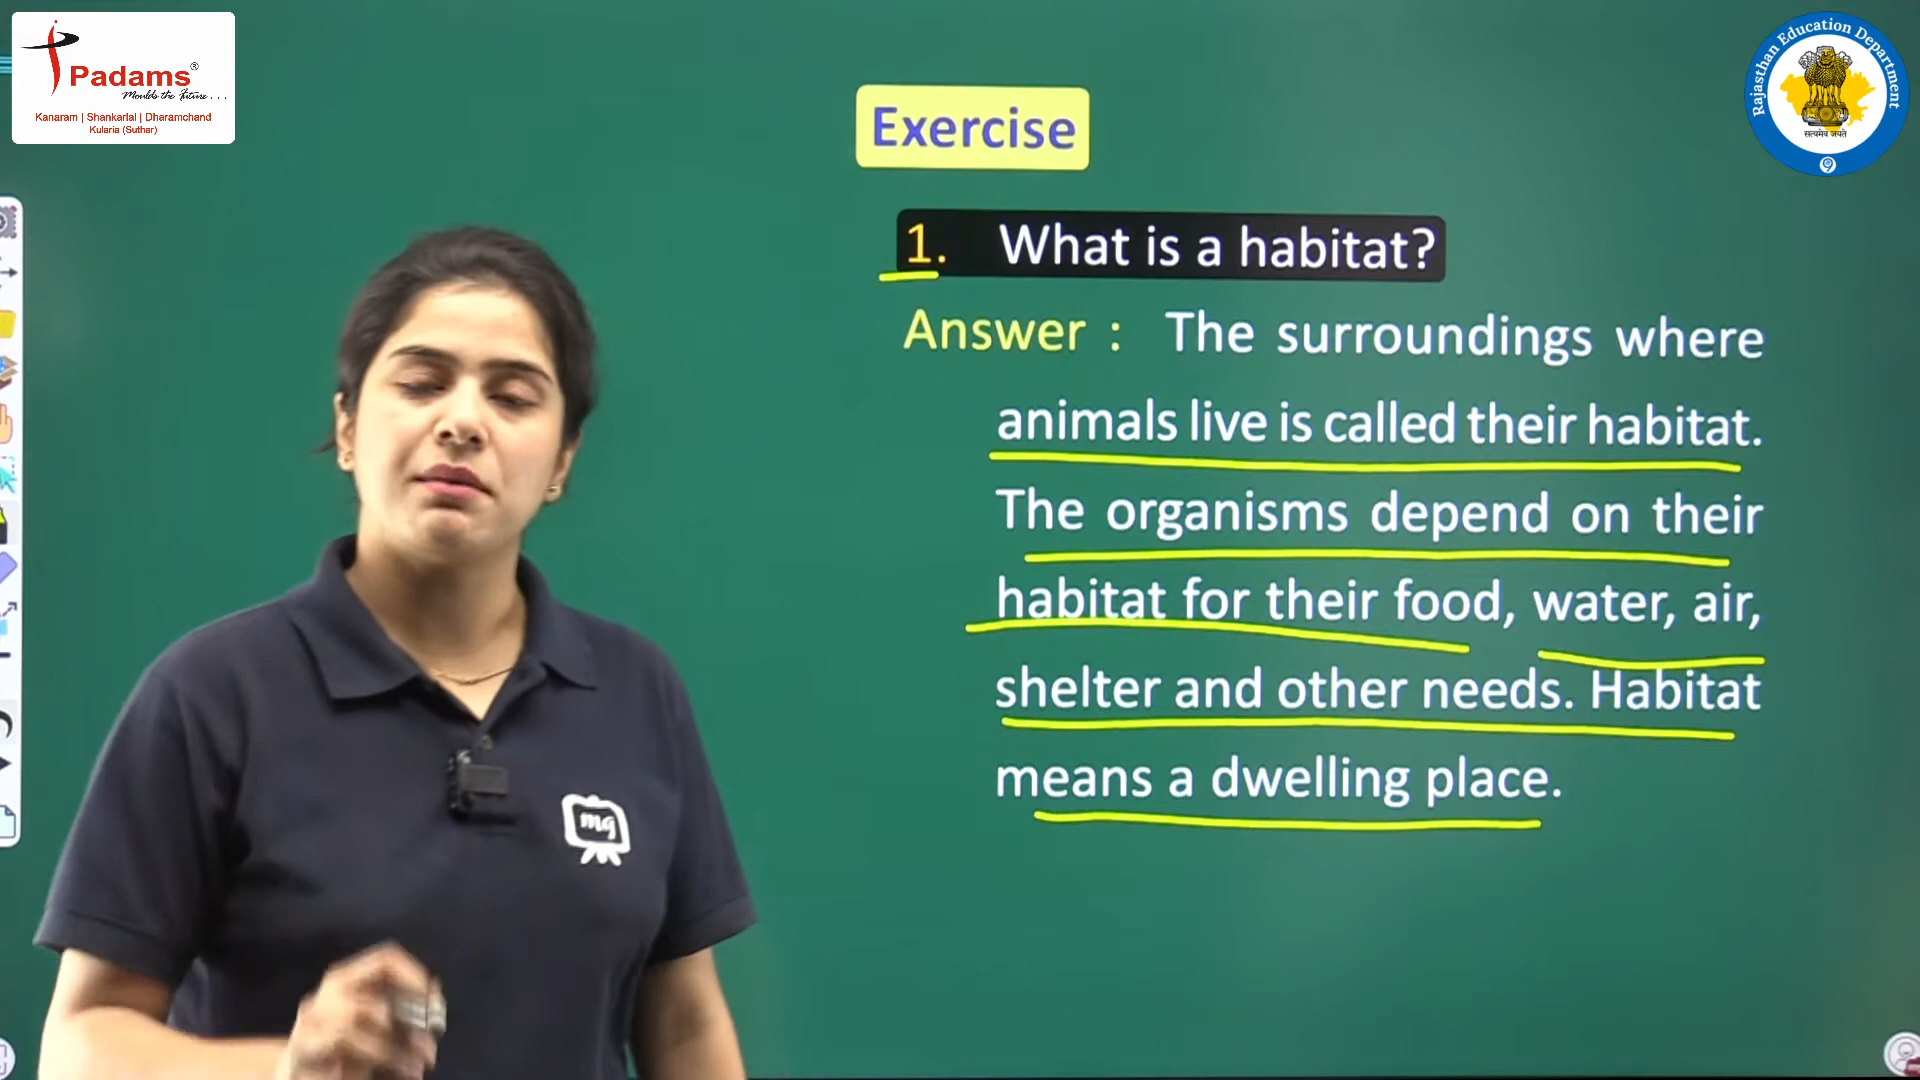 Padams®
Moulds the Future . . .
Kanaram | Shankarlal | Dharamchand
Kularia (Suthar)
Rajasthan Education Department
सत्यमेव जयते
Exercise
1. What is a habitat?
Answer : The surroundings where
animals live is called their habitat.
The organisms depend on their
habitat for their food, water, air,
shelter and other needs. Habitat
means a dwelling place.
mg